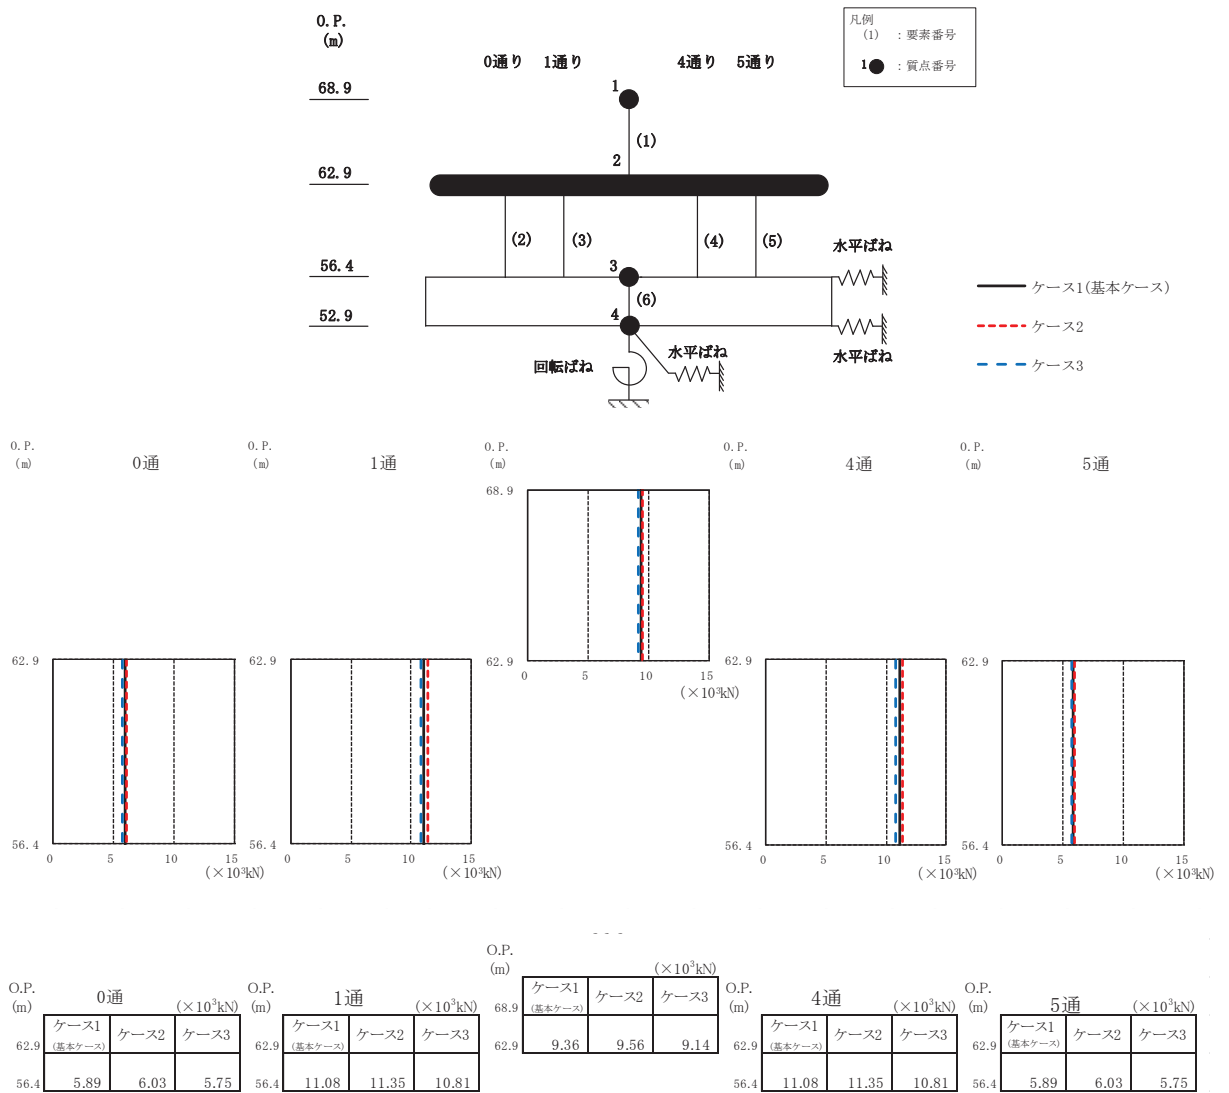 O.P.
(m)
0通り 1通り 4通り 5通り
凡例
(1) : 要素番号
1 : 質点番号
68.9
1
(1)
2
62.9
(2) (3) (4) (5)
水平ばね
56.4
3
(6)
52.9
4
水平ばね
水平ばね
回転ばね
ケース1(基本ケース)
ケース2
ケース3
O.P.
(m)
0通
62.9
56.4
0 5 10 15
(×10³kN)
O.P.
(m)
1通
62.9
56.4
0 5 10 15
(×10³kN)
O.P.
(m)
68.9
62.9
0 5 10 15
(×10³kN)
O.P.
(m)
4通
62.9
56.4
0 5 10 15
(×10³kN)
O.P.
(m)
5通
62.9
56.4
0 5 10 15
(×10³kN)
O.P.
(m) 0通 (×10³kN)
ケース1 ケース2 ケース3
(基本ケース)
62.9
56.4 5.89 6.03 5.75
O.P.
(m) 1通 (×10³kN)
ケース1 ケース2 ケース3
(基本ケース)
62.9
56.4 11.08 11.35 10.81
O.P.
(m) (×10³kN)
ケース1 ケース2 ケース3
68.9 (基本ケース)
62.9 9.36 9.56 9.14
O.P.
(m) 4通 (×10³kN)
ケース1 ケース2 ケース3
(基本ケース)
62.9
56.4 11.08 11.35 10.81
O.P.
(m) 5通 (×10³kN)
ケース1 ケース2 ケース3
(基本ケース)
62.9
56.4 5.89 6.03 5.75